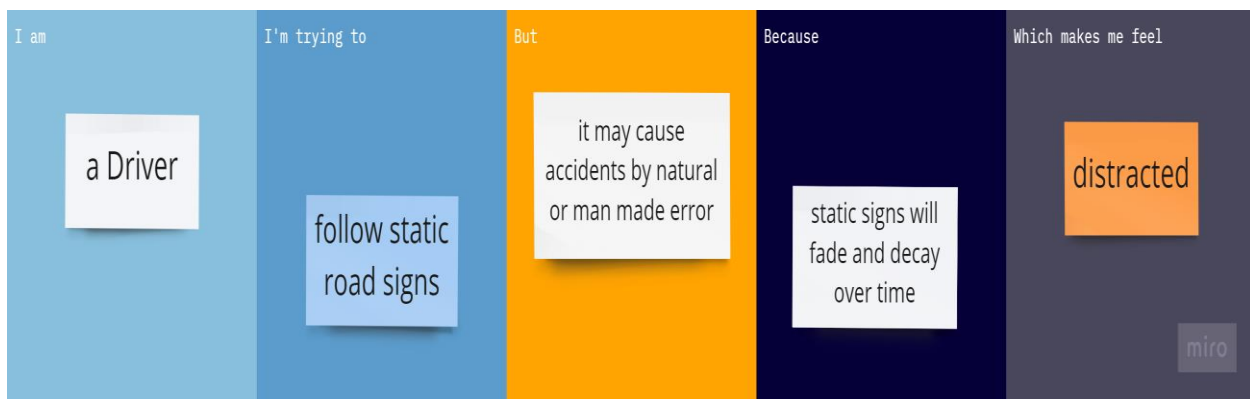 I am
a Driver
I'm trying to
follow static
road signs
But
it may cause
accidents by natural
or man made error
Because
static signs will
fade and decay
over time
Which makes me feel
distracted
miro